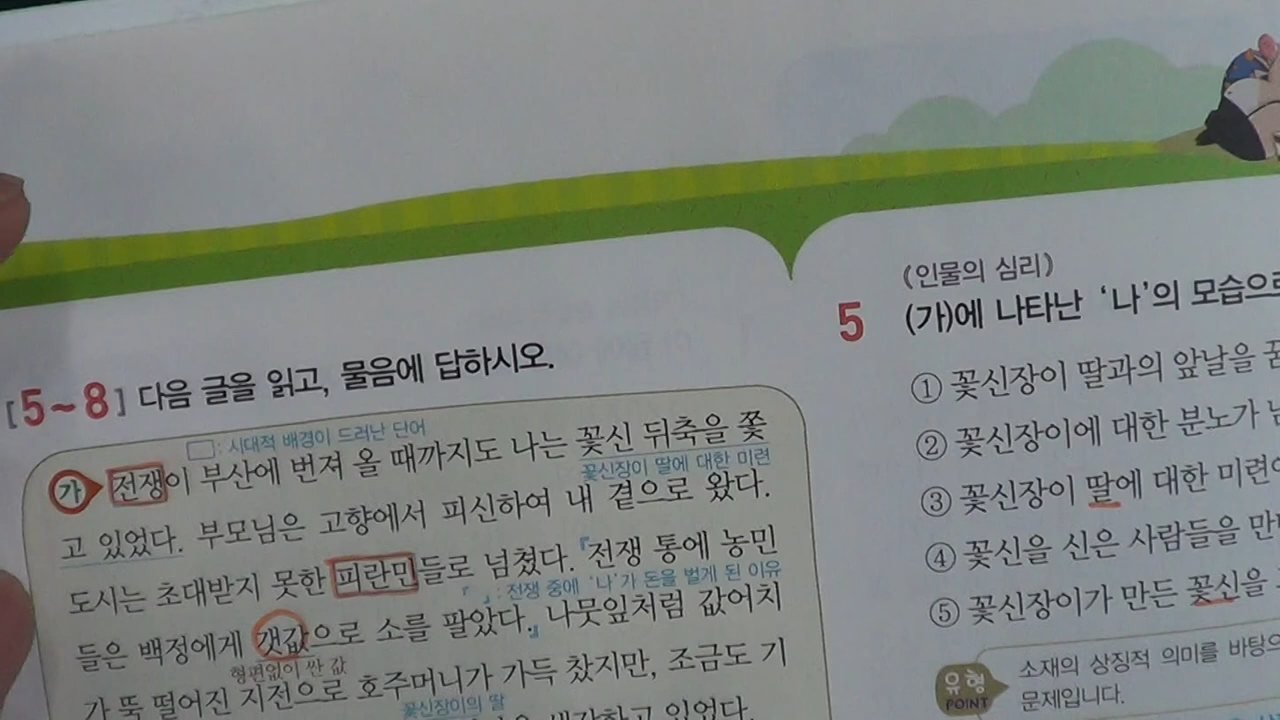 [5~8] 다음 글을 읽고, 물음에 답하시오.
: 시대적 배경이 드러난 단어
가 전쟁이 부산에 번져 올 때까지도 나는 꽃신 뒤축을 쫓
꽃신장이 딸에 대한 미련
고 있었다. 부모님은 고향에서 피신하여 내 곁으로 왔다.
도시는 초대받지 못한 피란민들로 넘쳤다. 『전쟁 통에 농민
『 』: 전쟁 중에 '나'가 돈을 벌게 된 이유
들은 백정에게 갯값으로 소를 팔았다.』 나뭇잎처럼 값어치
형편없이 싼 값
가 뚝 떨어진 지전으로 호주머니가 가득 찼지만, 조금도 기
꽃신장이의 딸
생각하고 있었다.
(인물의 심리)
5 (가)에 나타난 '나'의 모습으로
① 꽃신장이 딸과의 앞날을
② 꽃신장이에 대한 분노가
③ 꽃신장이 딸에 대한 미련
④ 꽃신을 신은 사람들을
⑤ 꽃신장이가 만든 꽃신을
유형 POINT
소재의 상징적 의미를 바탕으
문제입니다.